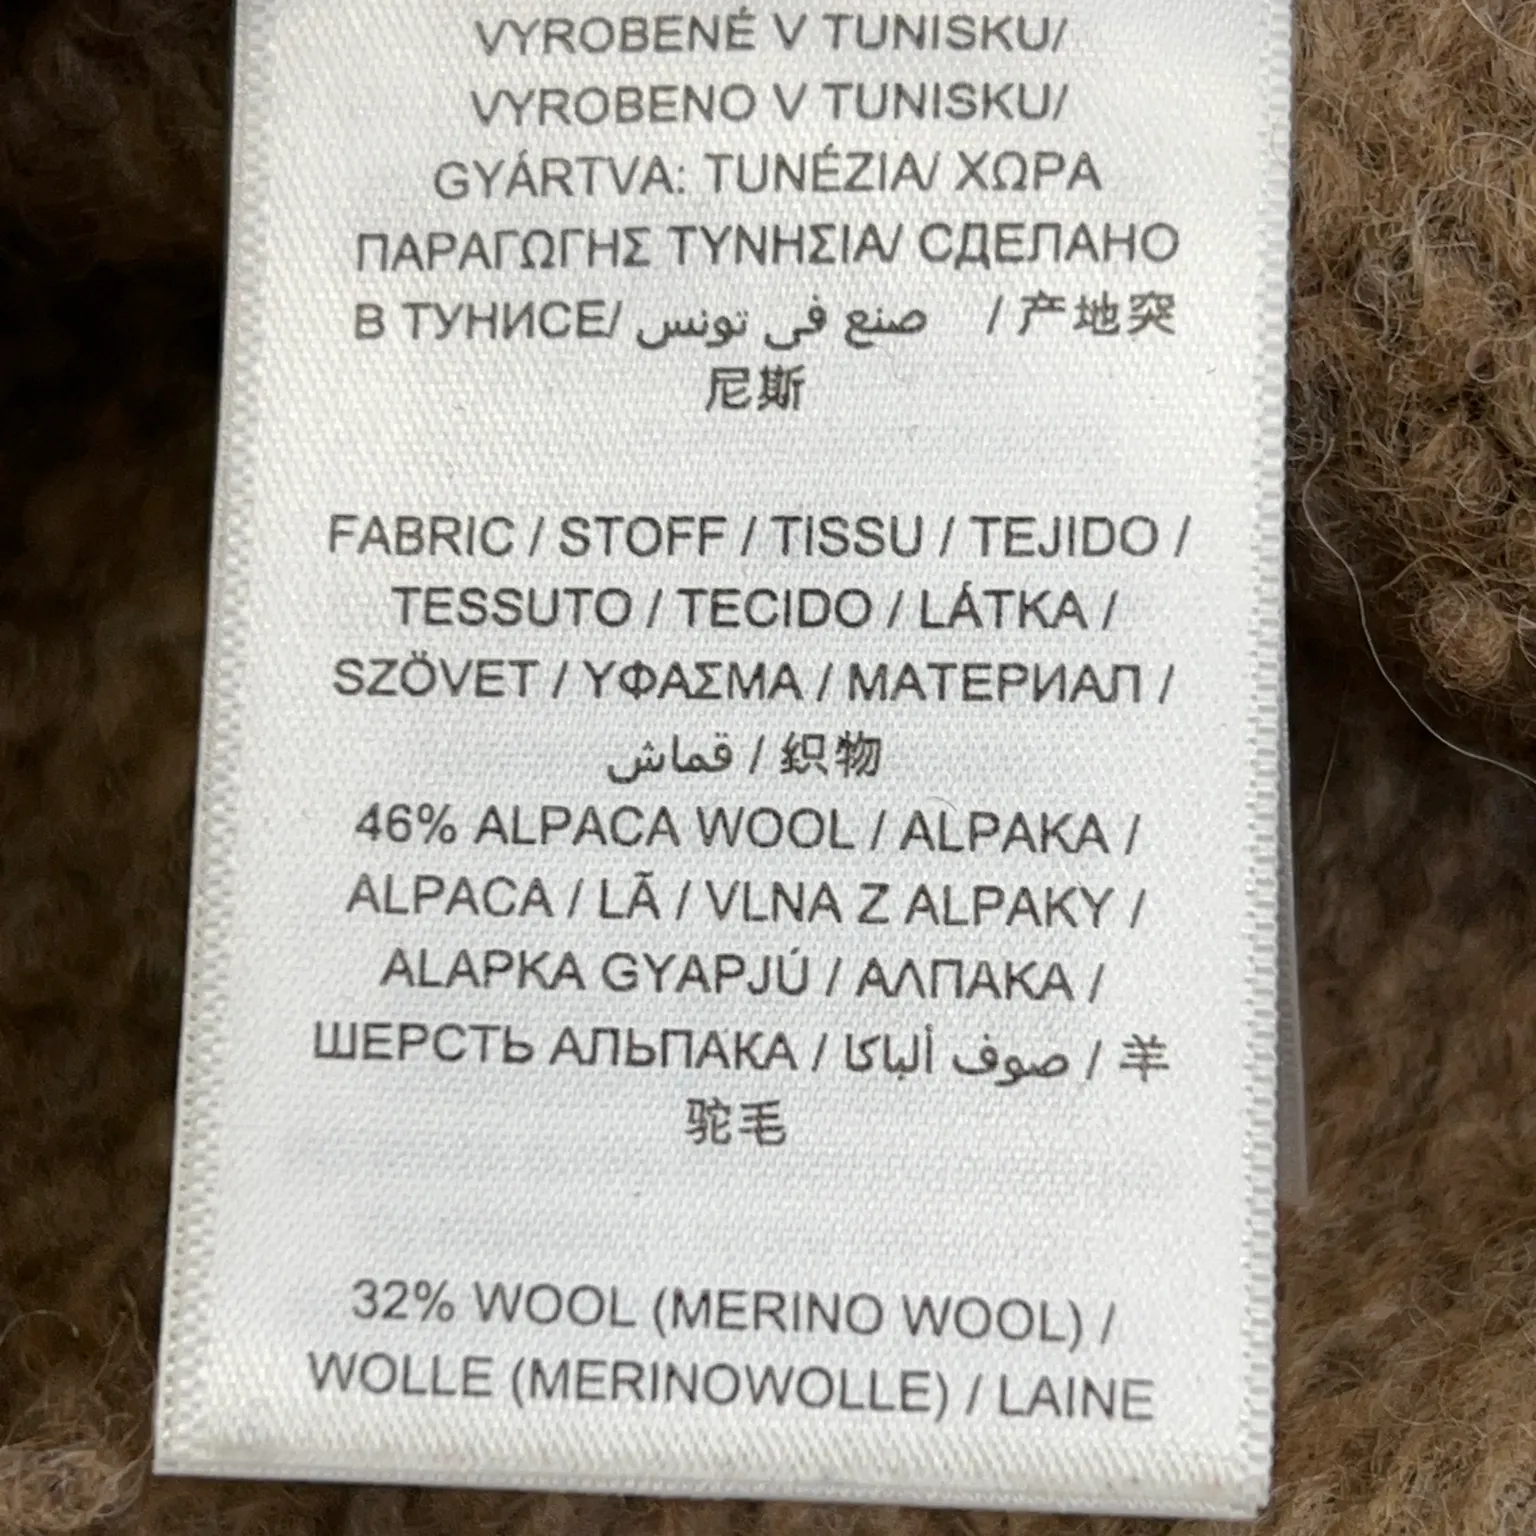 VYROBENÉ V TUNISKU/
VYROBENO V TUNISKU/
GYÁRTVA: TUNÉZIA/ ΧΩΡΑ
ΠΑΡΑΓΩΓΗΣ ΤΥΝΗΣΙΑ/ СДЕЛАНО
В ТУНИСЕ/ صنع في تونس / 产地突
尼斯
FABRIC / STOFF / TISSU / TEJIDO /
TESSUTO / TECIDO / LÁTKA /
SZÖVET / ΥΦΑΣΜΑ / МАТЕРИАЛ /
قماش / 织物
46% ALPACA WOOL / ALPAKA /
ALPACA / LÃ / VLNA Z ALPAKY /
ALAPKA GYAPJÚ / ΑΛΠΑΚΑ /
ШЕРСТЬ АЛЬПАКА / صوف ألباكا / 羊
驼毛
32% WOOL (MERINO WOOL) /
WOLLE (MERINOWOLLE) / LAINE